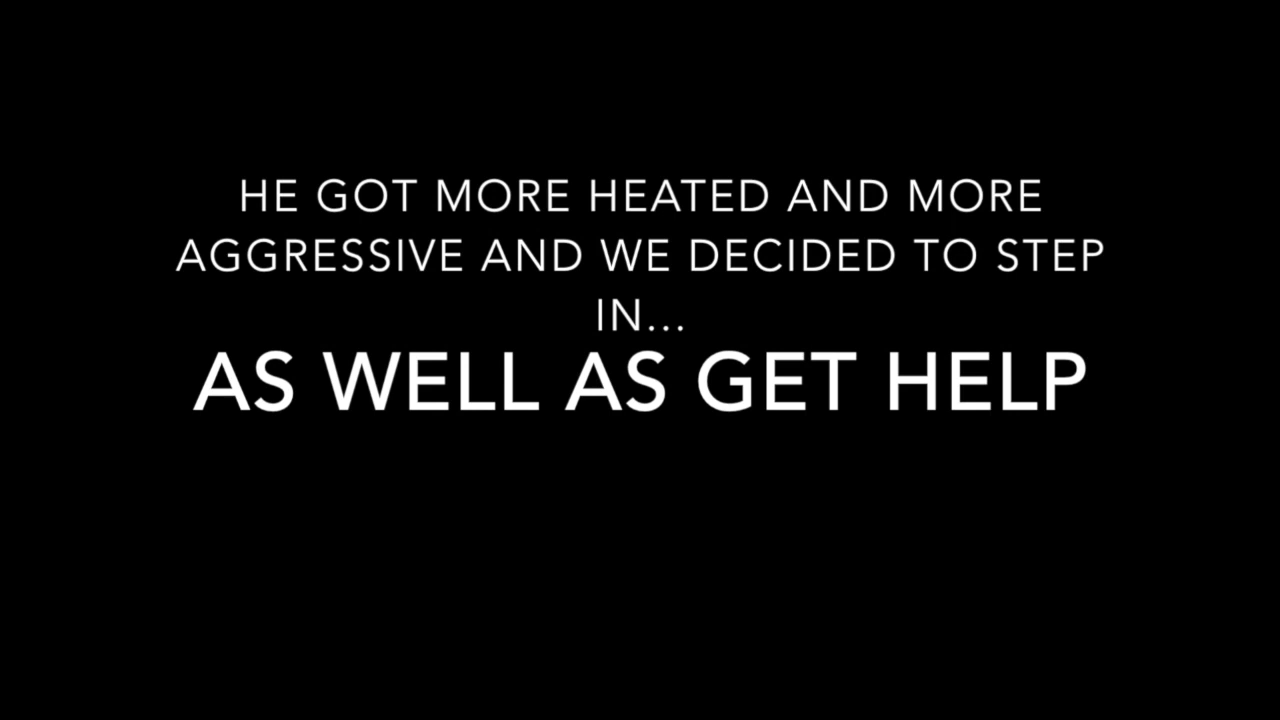 HE GOT MORE HEATED AND MORE
AGGRESSIVE AND WE DECIDED TO STEP
IN...
AS WELL AS GET HELP